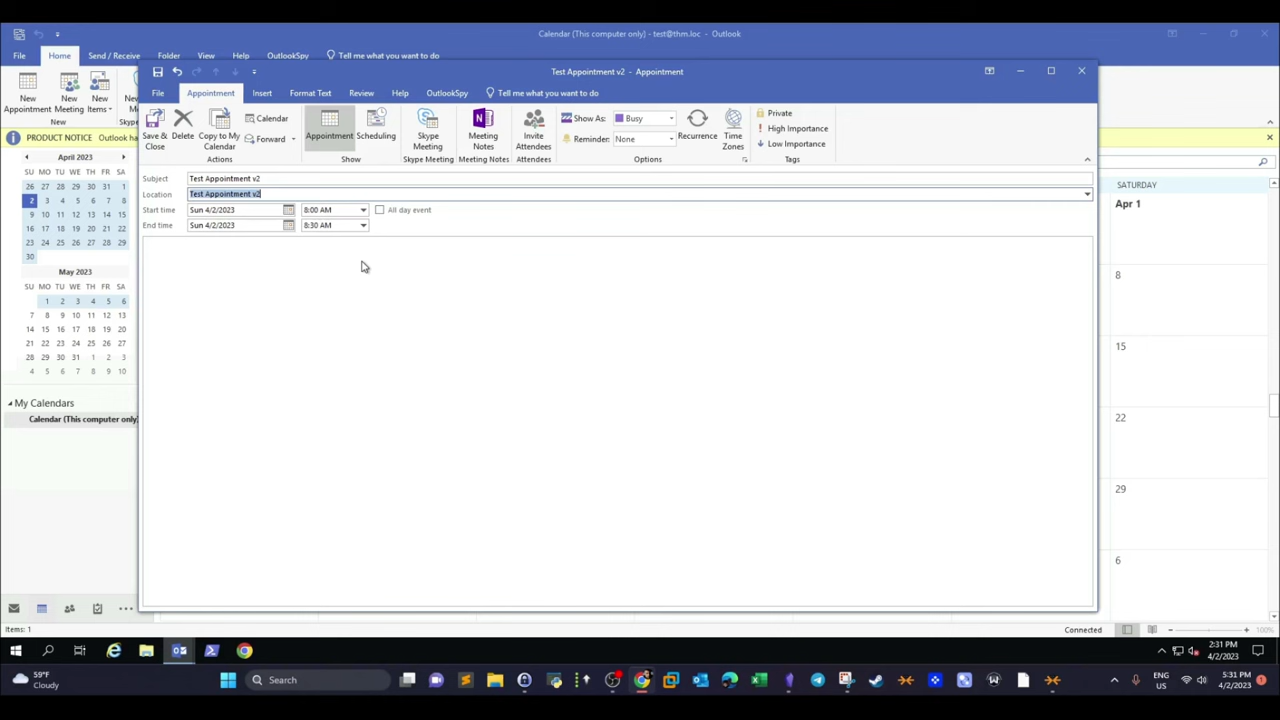 Calendar (This computer only) - test@thm.loc - Outlook
File Home Send / Receive Folder View Help OutlookSpy Tell me what you want to do
Test Appointment v2 - Appointment
File Appointment Insert Format Text Review Help OutlookSpy Tell me what you want to do
New Appointment
New Meeting
New Items
New
New
Save & Close
Delete
Copy to My Calendar
Calendar
Forward
Actions
Appointment
Scheduling
Show
Skype Meeting
Skype Meeting
Meeting Notes
Meeting Notes
Invite Attendees
Attendees
Show As: Busy
Reminder: None
Recurrence
Time Zones
Options
Private
High Importance
Low Importance
Tags
PRODUCT NOTICE Outlook ha
April 2023
SU MO TU WE TH FR SA
26 27 28 29 30 31 1
2 3 4 5 6 7 8
9 10 11 12 13 14 15
16 17 18 19 20 21 22
23 24 25 26 27 28 29
30
May 2023
SU MO TU WE TH FR SA
1 2 3 4 5 6
7 8 9 10 11 12 13
14 15 16 17 18 19 20
21 22 23 24 25 26 27
28 29 30 31 1 2 3
4 5 6 7 8 9 10
My Calendars
Calendar (This computer only)
Subject Test Appointment v2
Location Test Appointment v2
Start time Sun 4/2/2023 8:00 AM All day event
End time Sun 4/2/2023 8:30 AM
SATURDAY
Apr 1
8
15
22
29
6
Items: 1
Connected
100%
2:31 PM
4/2/2023
59°F
Cloudy
Search
ENG
US
5:31 PM
4/2/2023